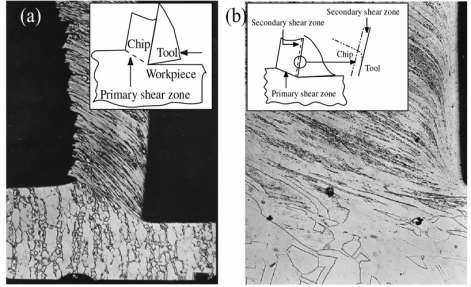 (a)
Chip
Tool
Workpiece
Primary shear zone
(b)
Secondary shear zone
Secondary shear
zone
Chip
Tool
Primary shear zone